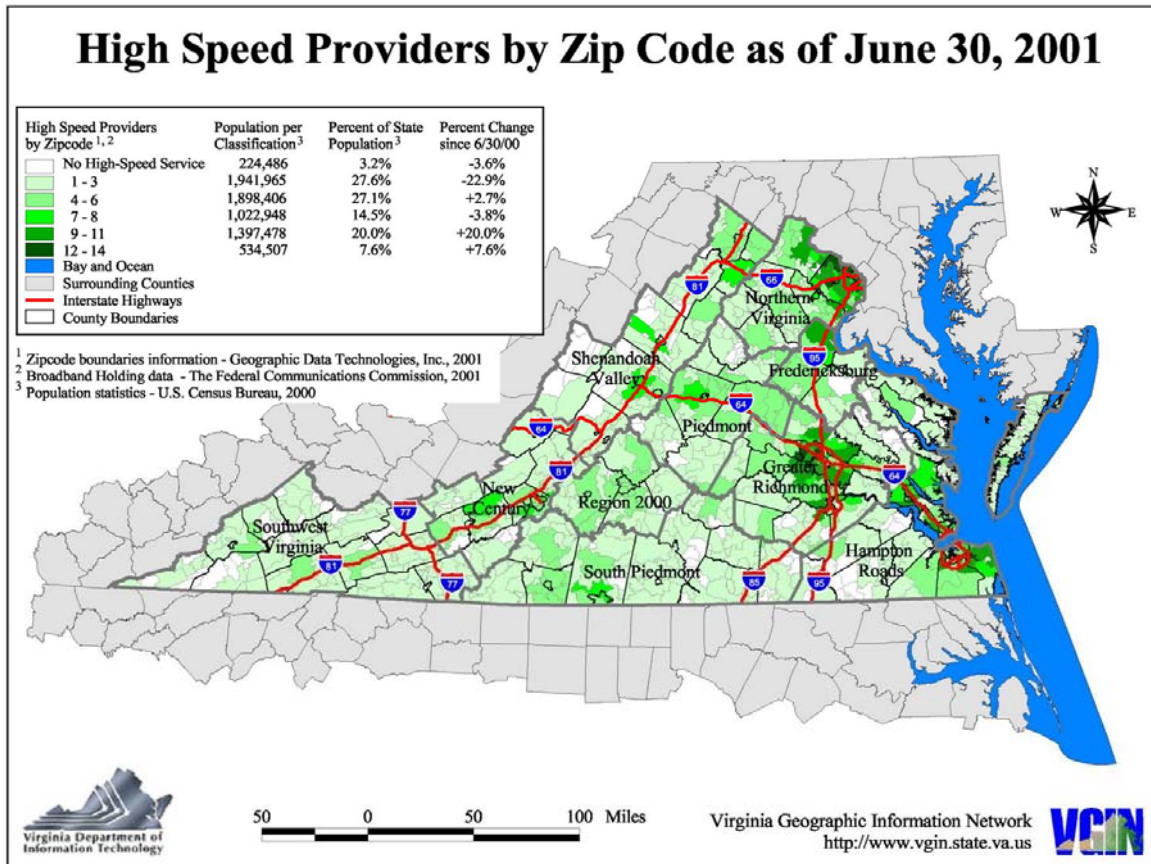 High Speed Providers by Zip Code as of June 30, 2001
High Speed Providers by Zipcode 1, 2
Population per Classification 3
Percent of State Population 3
Percent Change since 6/30/00
No High-Speed Service 224,486 3.2% -3.6%
1 - 3 1,941,965 27.6% -22.9%
4 - 6 1,898,406 27.1% +2.7%
7 - 8 1,022,948 14.5% -3.8%
9 - 11 1,397,478 20.0% +20.0%
12 - 14 534,507 7.6% +7.6%
Bay and Ocean
Surrounding Counties
Interstate Highways
County Boundaries
1 Zipcode boundaries information - Geographic Data Technologies, Inc., 2001
2 Broadband Holding data - The Federal Communications Commission, 2001
3 Population statistics - U.S. Census Bureau, 2000
N
W E
S
81
66
Northern
Virginia
Shenandoah
Valley
95
Fredericksburg
64
64
Piedmont
81
Greater
Richmond
64
New
Century
Region 2000
77
Southwest
Virginia
81
77
South Piedmont
85
95
Hampton
Roads
50 0 50 100 Miles
Virginia Department of
Information Technology
Virginia Geographic Information Network
http://www.vgin.state.va.us
VGIN